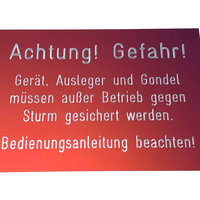 Achtung! Gefahr!
Gerät, Ausleger und Gondel
müssen außer Betrieb gegen
Sturm gesichert werden.
Bedienungsanleitung beachten!